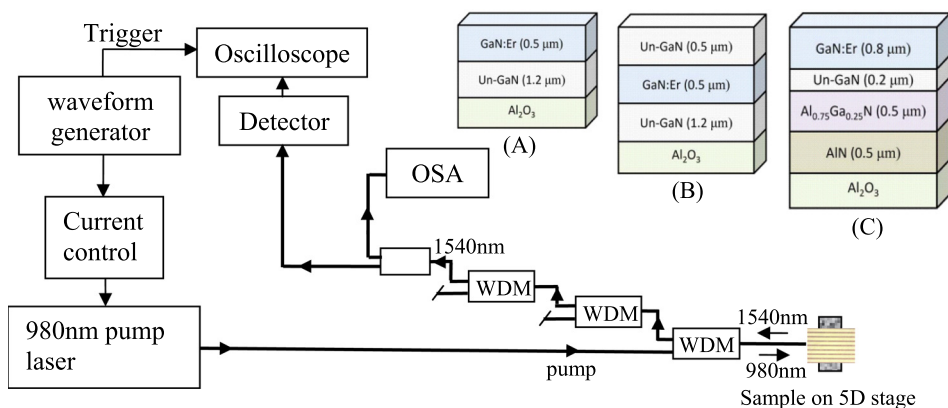 Trigger
Oscilloscope
waveform
generator
Detector
Current
control
980nm pump
laser
OSA
1540nm
WDM
WDM
WDM
pump
1540nm
980nm
Sample on 5D stage
GaN:Er (0.5 μm)
Un-GaN (1.2 μm)
Al₂O₃
(A)
Un-GaN (0.5 μm)
GaN:Er (0.5 μm)
Un-GaN (1.2 μm)
Al₂O₃
(B)
GaN:Er (0.8 μm)
Un-GaN (0.2 μm)
Al₀.₇₅Ga₀.₂₅N (0.5 μm)
AlN (0.5 μm)
Al₂O₃
(C)